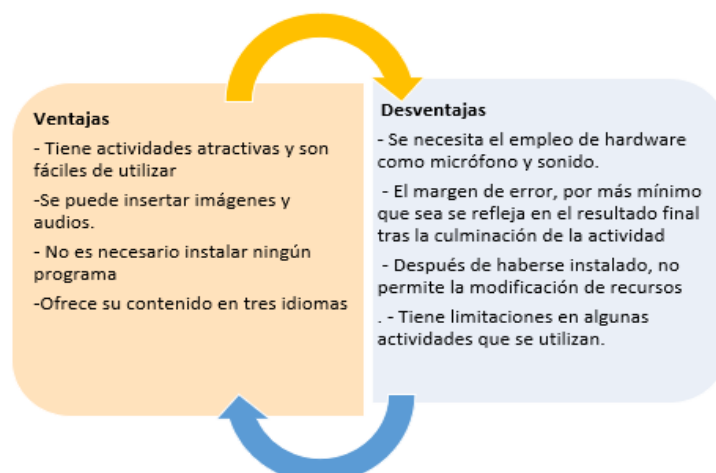 Ventajas
- Tiene actividades atractivas y son
fáciles de utilizar
-Se puede insertar imágenes y
audios.
- No es necesario instalar ningún
programa
-Ofrece su contenido en tres idiomas
Desventajas
- Se necesita el empleo de hardware
como micrófono y sonido.
- El margen de error, por más mínimo
que sea se refleja en el resultado final
tras la culminación de la actividad
- Después de haberse instalado, no
permite la modificación de recursos
. - Tiene limitaciones en algunas
actividades que se utilizan.